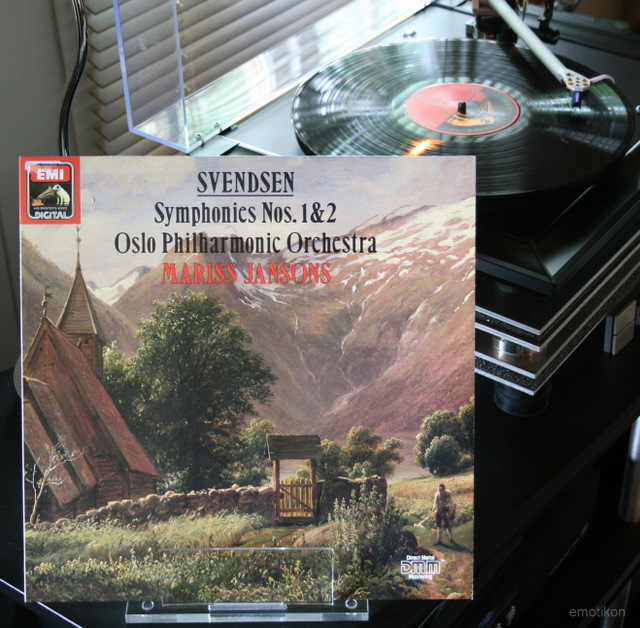 EMI
HIS MASTER'S VOICE
DIGITAL
SVENDSEN
Symphonies Nos. 1&2
Oslo Philharmonic Orchestra
MARISS JANSONS
Direct Metal
DMM
Mastering
emotikon